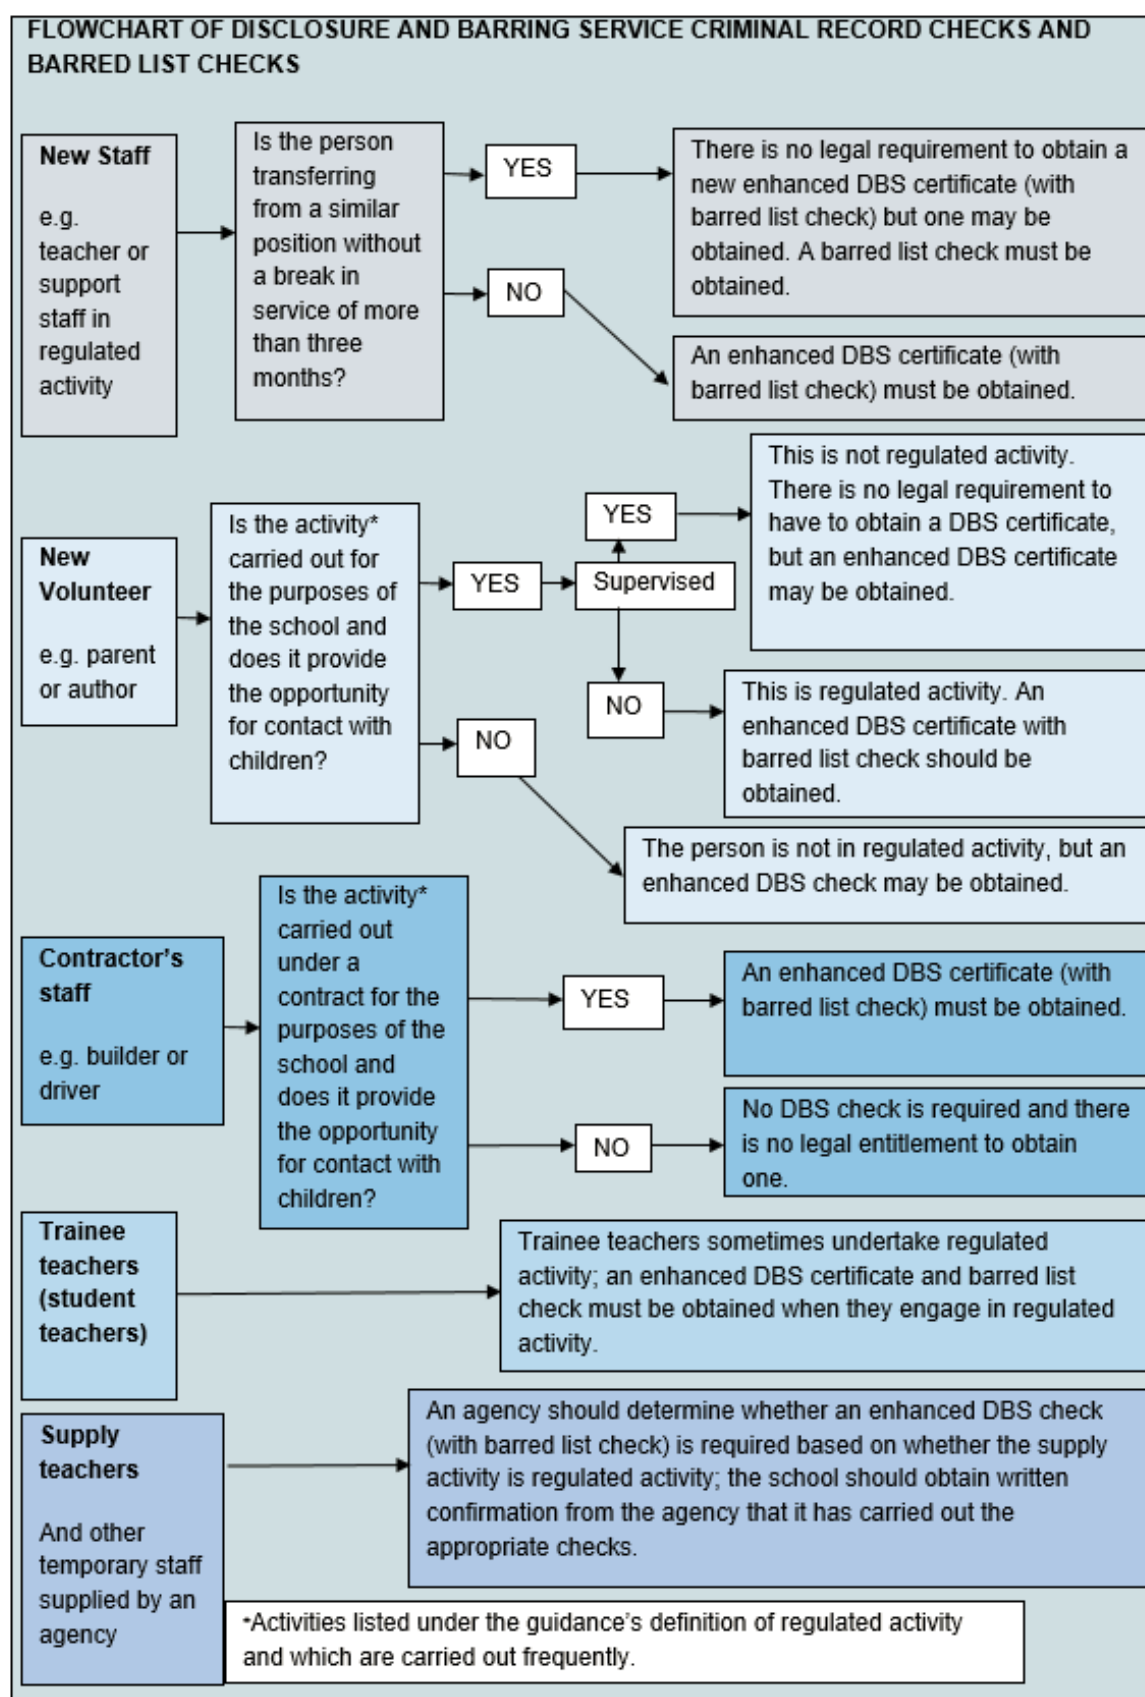 FLOWCHART OF DISCLOSURE AND BARRING SERVICE CRIMINAL RECORD CHECKS AND
BARRED LIST CHECKS
New Staff
e.g.
teacher or
support
staff in
regulated
activity
Is the person
transferring
from a similar
position without
a break in
service of more
than three
months?
YES
There is no legal requirement to obtain a
new enhanced DBS certificate (with
barred list check) but one may be
obtained. A barred list check must be
obtained.
NO
An enhanced DBS certificate (with
barred list check) must be obtained.
New
Volunteer
e.g. parent
or author
Is the activity*
carried out for
the purposes of
the school and
does it provide
the opportunity
for contact with
children?
YES
Supervised
YES
This is not regulated activity.
There is no legal requirement to
have to obtain a DBS certificate,
but an enhanced DBS certificate
may be obtained.
NO
This is regulated activity. An
enhanced DBS certificate with
barred list check should be
obtained.
NO
The person is not in regulated activity, but an
enhanced DBS check may be obtained.
Contractor's
staff
e.g. builder or
driver
Is the activity*
carried out
under a
contract for the
purposes of the
school and
does it provide
the opportunity
for contact with
children?
YES
An enhanced DBS certificate (with
barred list check) must be obtained.
NO
No DBS check is required and there
is no legal entitlement to obtain
one.
Trainee
teachers
(student
teachers)
Trainee teachers sometimes undertake regulated
activity; an enhanced DBS certificate and barred list
check must be obtained when they engage in regulated
activity.
Supply
teachers
And other
temporary staff
supplied by an
agency
An agency should determine whether an enhanced DBS check
(with barred list check) is required based on whether the supply
activity is regulated activity; the school should obtain written
confirmation from the agency that it has carried out the
appropriate checks.
*Activities listed under the guidance's definition of regulated activity
and which are carried out frequently.